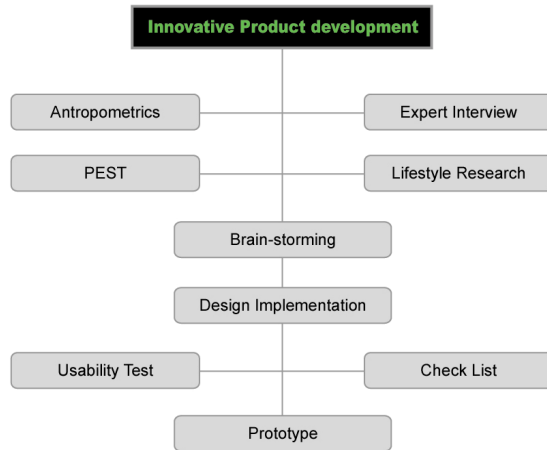 Innovative Product development
Antropometrics
Expert Interview
PEST
Lifestyle Research
Brain-storming
Design Implementation
Usability Test
Check List
Prototype